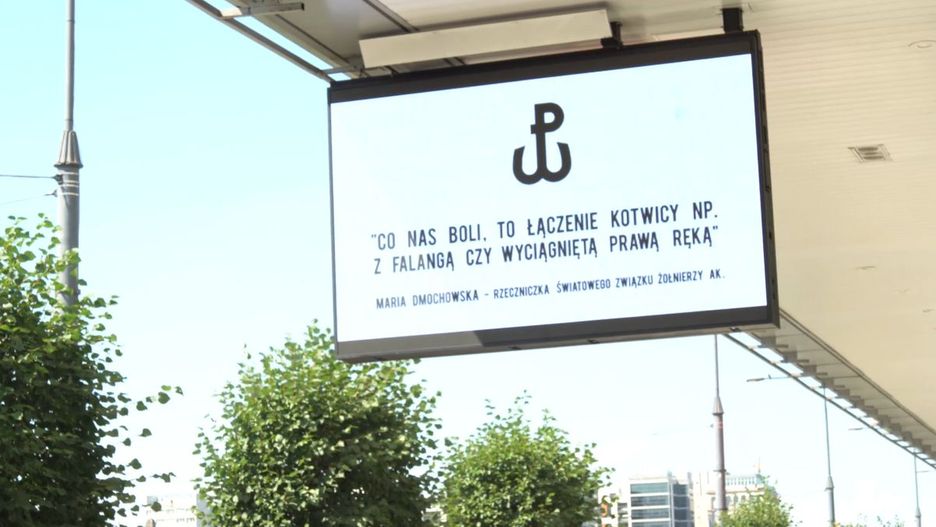 "CO NAS BOLI, TO ŁĄCZENIE KOTWICY NP.
Z FALANGĄ CZY WYCIĄGNIĘTĄ PRAWĄ RĘKĄ"
MARIA DMOCHOWSKA - RZECZNICZKA ŚWIATOWEGO ZWIĄZKU ŻOŁNIERZY AK.